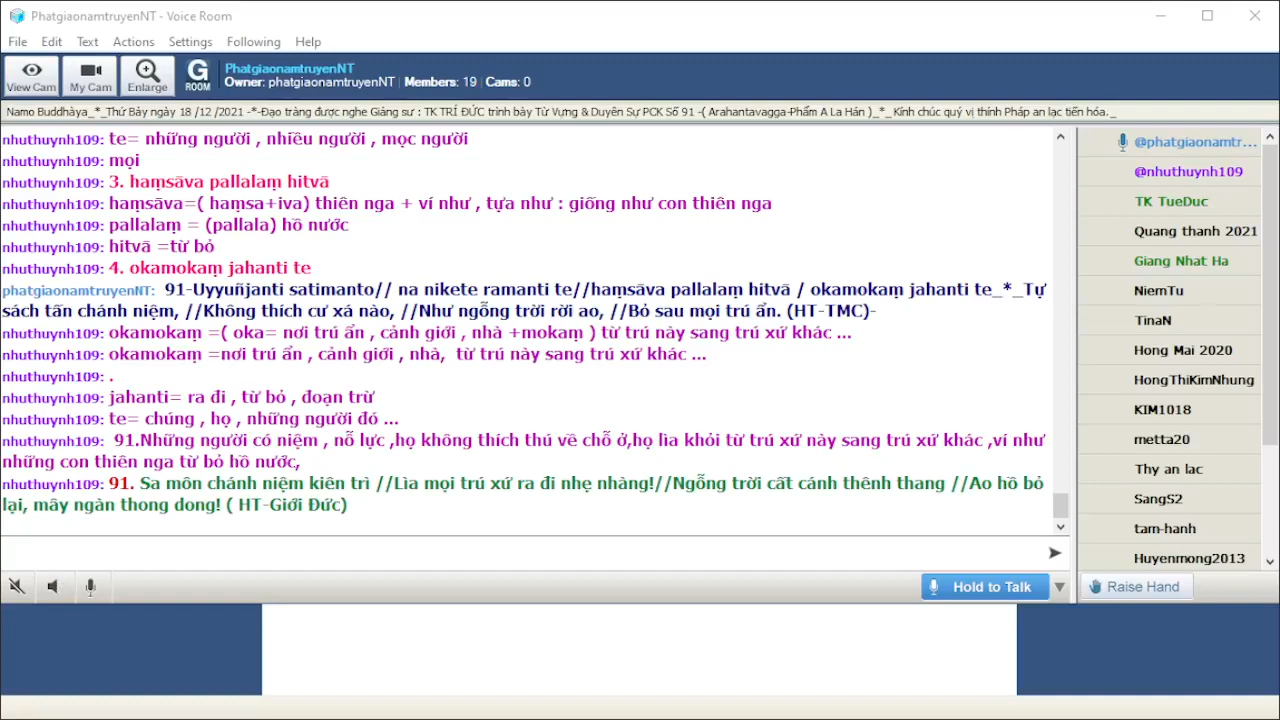 PhatgiaonamtruyenNT - Voice Room
File Edit Text Actions Settings Following Help
View Cam My Cam Enlarge G ROOM
PhatgiaonamtruyenNT
Owner: phatgiaonamtruyenNT | Members: 19 | Cams: 0
Namo Buddhàya_*_Thứ Bảy ngày 18 /12 /2021 -*-Đạo tràng được nghe Giảng sư : TK TRÍ ĐỨC trình bày Từ Vựng & Duyên Sự PCK Số 91 -{ Arahantavagga-Phẩm A La Hán )_*_Kính chúc quý vị thính Pháp an lạc tiến hóa._
nhuthuynh109: te= những người , nhiều người , mọc người
nhuthuynh109: mọi
nhuthuynh109: 3. haṃsāva pallalaṃ hitvā
nhuthuynh109: haṃsāva=( haṃsa+iva) thiên nga + ví như , tựa như : giống như con thiên nga
nhuthuynh109: pallalaṃ = (pallala) hồ nước
nhuthuynh109: hitvā =từ bỏ
nhuthuynh109: 4. okamokaṃ jahanti te
phatgiaonamtruyenNT: 91-Uyyuñjanti satimanto// na nikete ramanti te//haṃsāva pallalaṃ hitvā / okamokaṃ jahanti te_*_Tự
sách tấn chánh niệm, //Không thích cư xá nào, //Như ngỗng trời rời ao, //Bỏ sau mọi trú ẩn. (HT-TMC)-
nhuthuynh109: okamokaṃ =( oka= nơi trú ẩn , cảnh giới , nhà +mokaṃ ) từ trú này sang trú xứ khác ...
nhuthuynh109: okamokaṃ =nơi trú ẩn , cảnh giới , nhà, từ trú này sang trú xứ khác ...
nhuthuynh109: .
nhuthuynh109: jahanti= ra đi , từ bỏ , đoạn trừ
nhuthuynh109: te= chúng , họ , những người đó ...
nhuthuynh109: 91.Những người có niệm , nỗ lực ,họ không thích thú về chỗ ở,họ lìa khỏi từ trú xứ này sang trú xứ khác ,ví như
những con thiên nga từ bỏ hồ nước,
nhuthuynh109: 91. Sa môn chánh niệm kiên trì //Lìa mọi trú xứ ra đi nhẹ nhàng!//Ngỗng trời cất cánh thênh thang //Ao hồ bỏ
lại, mây ngàn thong dong! ( HT-Giới Đức)
@phatgiaonamtr...
@nhuthuynh109
TK TueDuc
Quang thanh 2021
Giang Nhat Ha
NiemTu
TinaN
Hong Mai 2020
HongThiKimNhung
KIM1018
metta20
Thy an lac
SangS2
tam-hanh
Huyenmong2013
Hold to Talk
Raise Hand